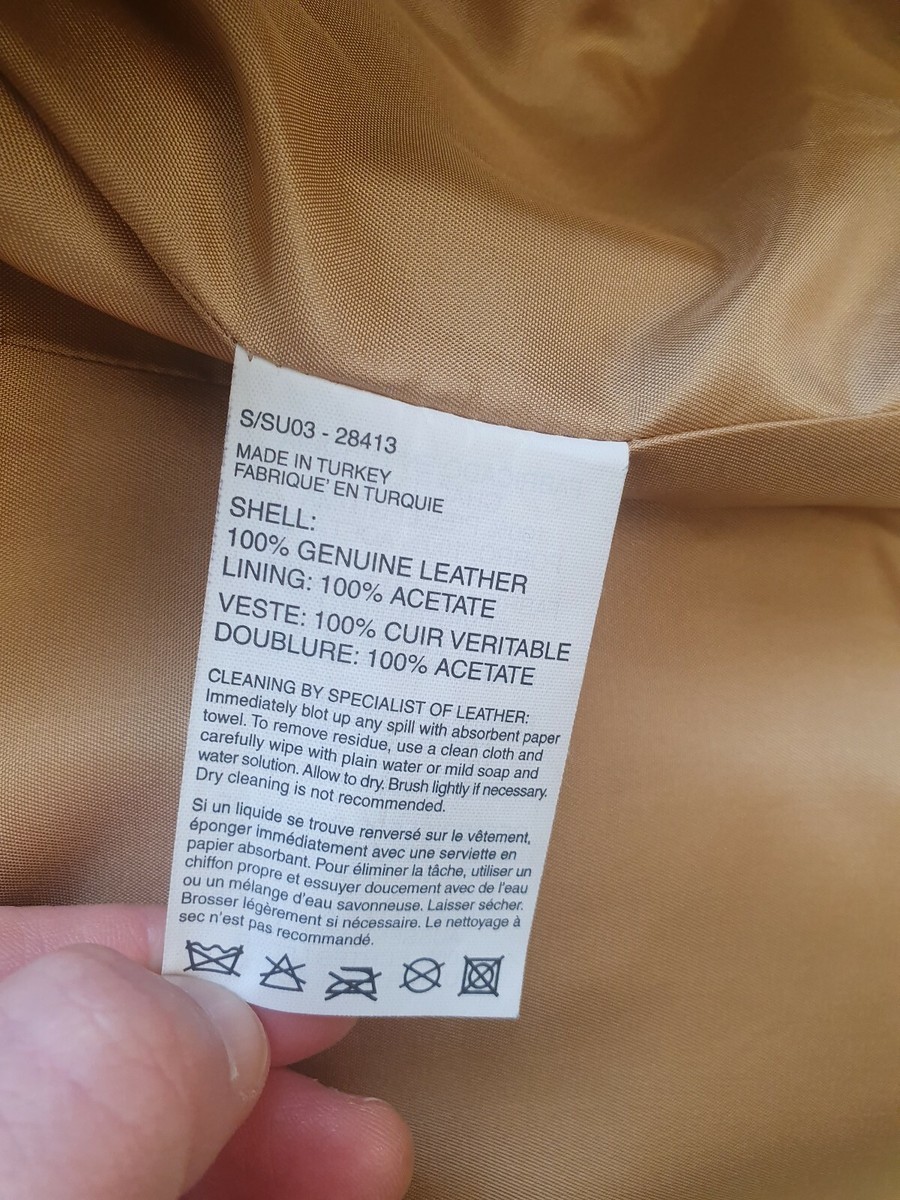 S/SU03 - 28413
MADE IN TURKEY
FABRIQUE' EN TURQUIE
SHELL:
100% GENUINE LEATHER
LINING: 100% ACETATE
VESTE: 100% CUIR VERITABLE
DOUBLURE: 100% ACETATE
CLEANING BY SPECIALIST OF LEATHER:
Immediately blot up any spill with absorbent paper
towel. To remove residue, use a clean cloth and
carefully wipe with plain water or mild soap and
water solution. Allow to dry. Brush lightly if necessary.
Dry cleaning is not recommended.
Si un liquide se trouve renversé sur le vêtement,
éponger immédiatement avec une serviette en
papier absorbant. Pour éliminer la tâche, utiliser un
chiffon propre et essuyer doucement avec de l'eau
ou un mélange d'eau savonneuse. Laisser sécher.
Brosser légèrement si nécessaire. Le nettoyage à
sec n'est pas recommandé.